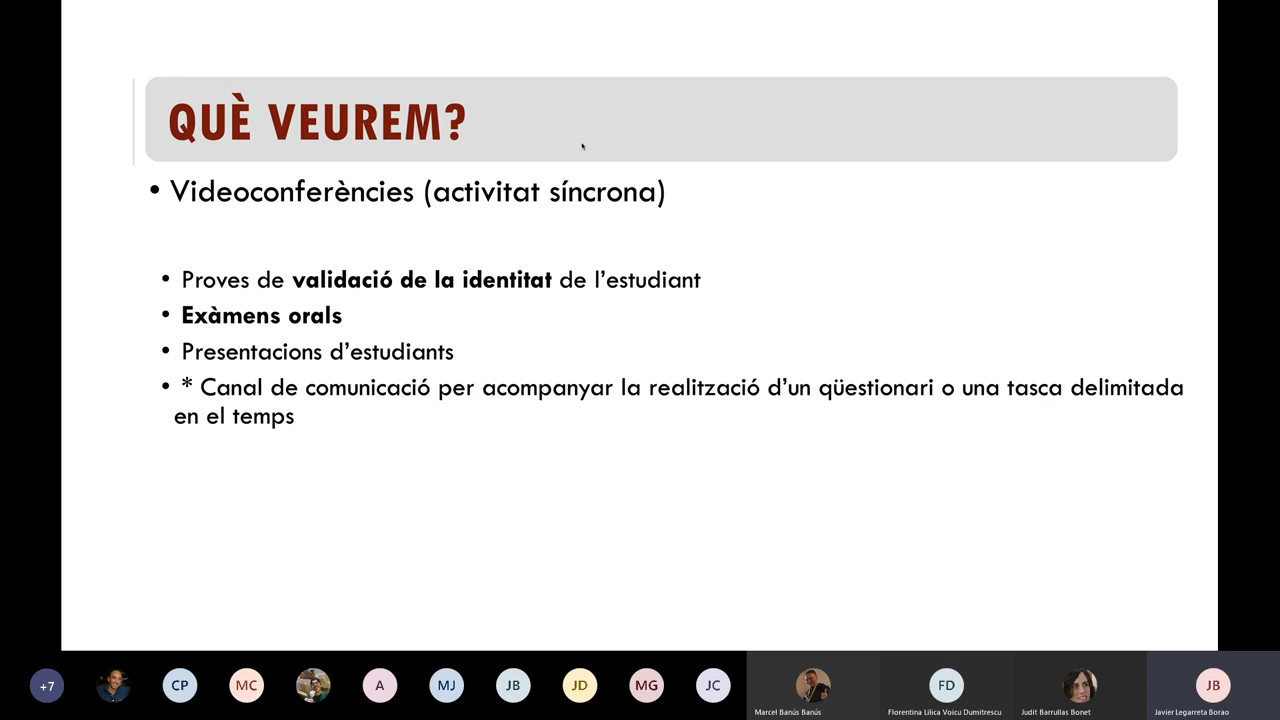 QUÈ VEUREM?
• Videoconferències (activitat síncrona)
• Proves de validació de la identitat de l’estudiant
• Exàmens orals
• Presentacions d’estudiants
• * Canal de comunicació per acompanyar la realització d’un qüestionari o una tasca delimitada
en el temps
+7 CP MC A MJ JB JD MG JC FD JB
Marcel Banús Banús Florentina Lilica Voicu Dumitrescu Judit Barrullas Bonet Javier Legarreta Borao